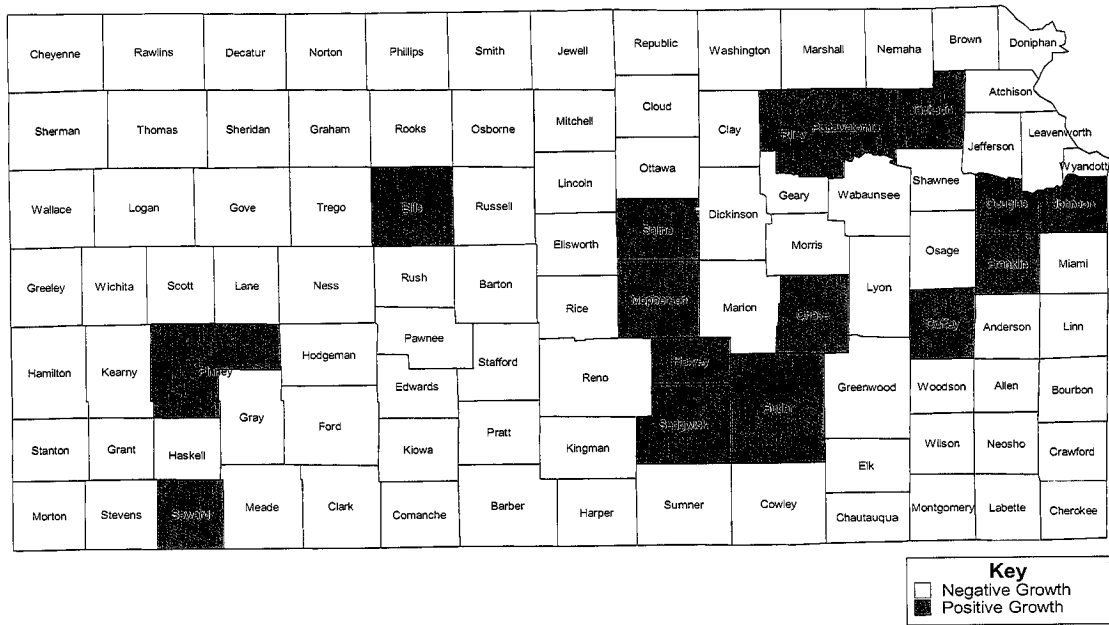 Cheyenne Rawlins Decatur Norton Phillips Smith Jewell Republic Washington Marshall Nemaha Brown Doniphan
Atchison
Sherman Thomas Sheridan Graham Rooks Osborne Mitchell Cloud Clay Riley Pottawatomie Jackson
Jefferson Leavenworth
Wyandott
Ottawa
Wallace Logan Gove Trego Ellis Russell Lincoln Geary Wabaunsee Shawnee
Saline Dickinson Douglas Johnson
Ellsworth Morris Osage
Greeley Wichita Scott Lane Ness Rush Barton Franklin Miami
Rice McPherson Marion Chase Lyon Coffey Anderson Linn
Hamilton Kearny Finney Hodgeman Pawnee Stafford
Edwards Reno Harvey Greenwood Woodson Allen Bourbon
Gray Ford Butler
Stanton Grant Haskell Kiowa Pratt Kingman Sedgwick Elk Wilson Neosho Crawford
Morton Stevens Seward Meade Clark Comanche Barber Harper Sumner Cowley Chautauqua Montgomery Labette Cherokee
Key
Negative Growth
Positive Growth